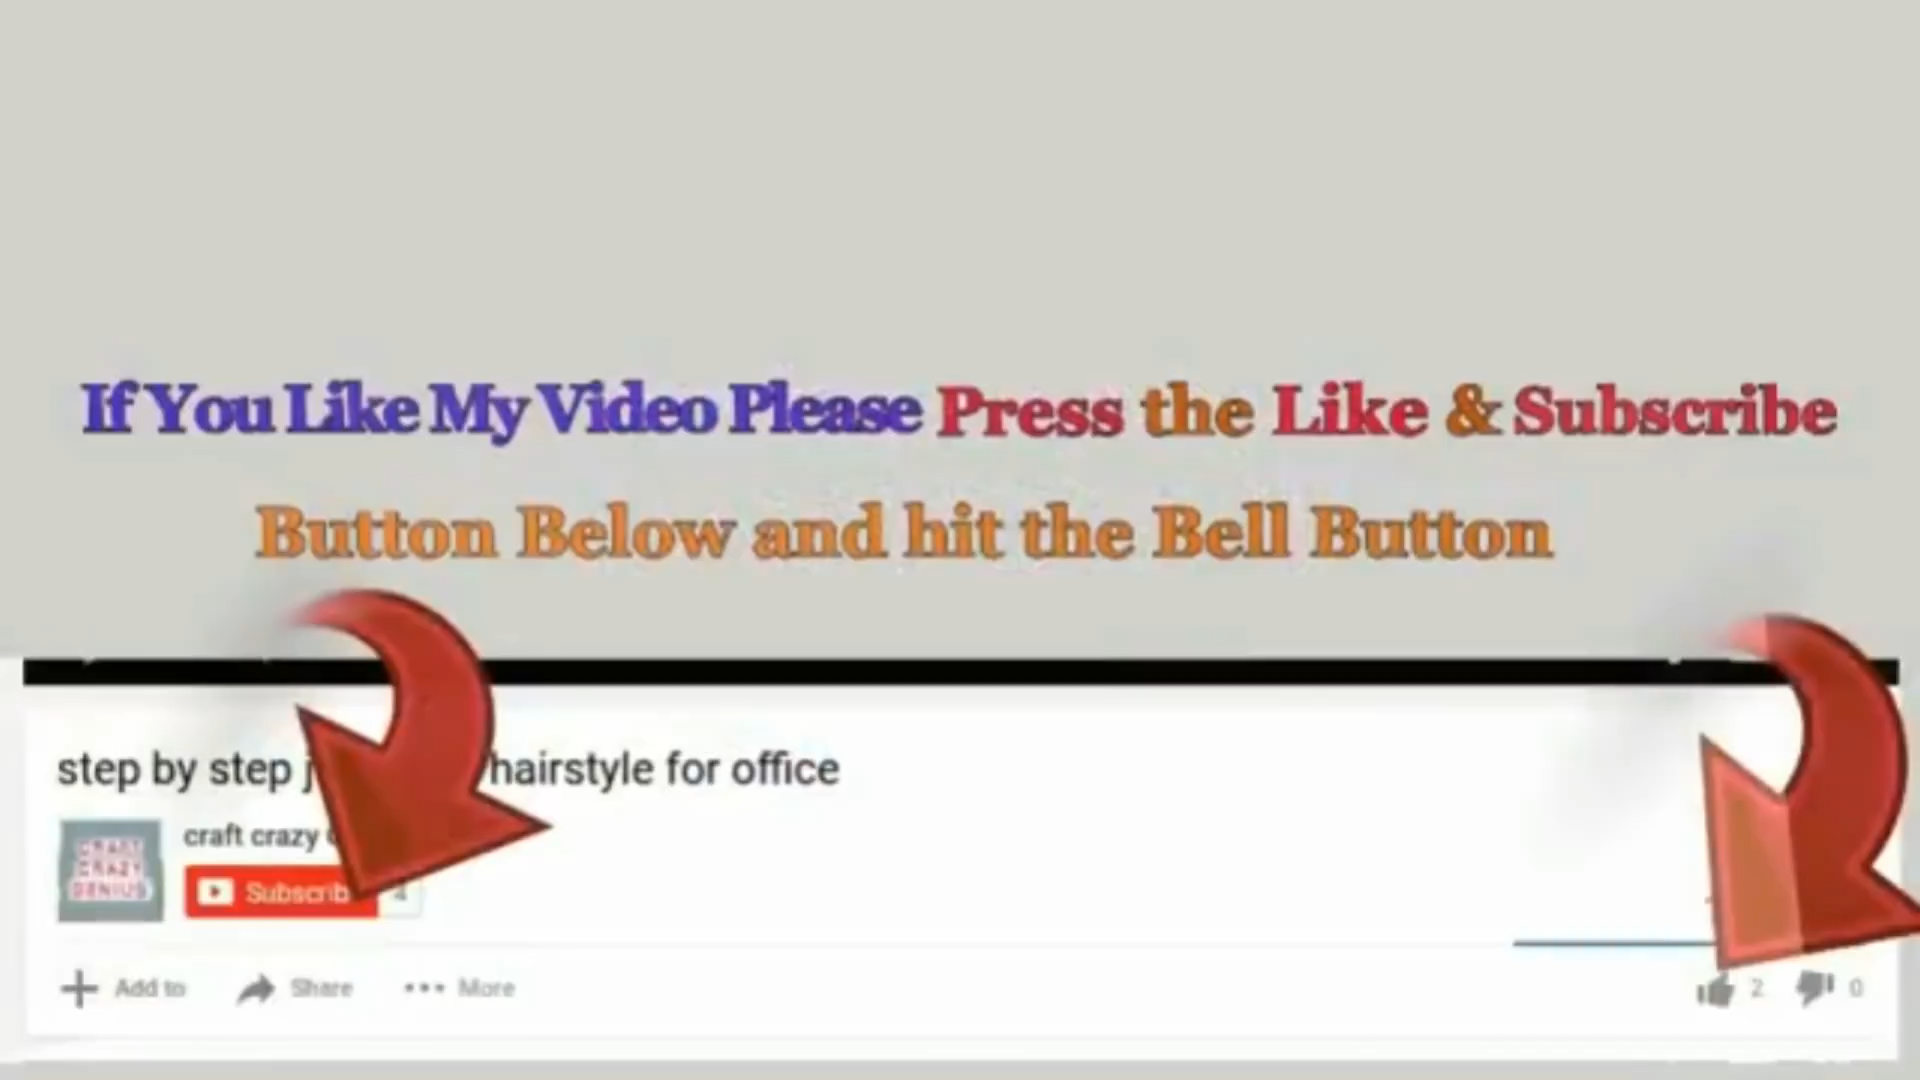 If You Like My Video Please Press the Like & Subscribe
Button Below and hit the Bell Button
step by step hairstyle for office
craft crazy
CRAFT
CRAZY
GENIUS
Subscrib 4
Add to Share More 2 0